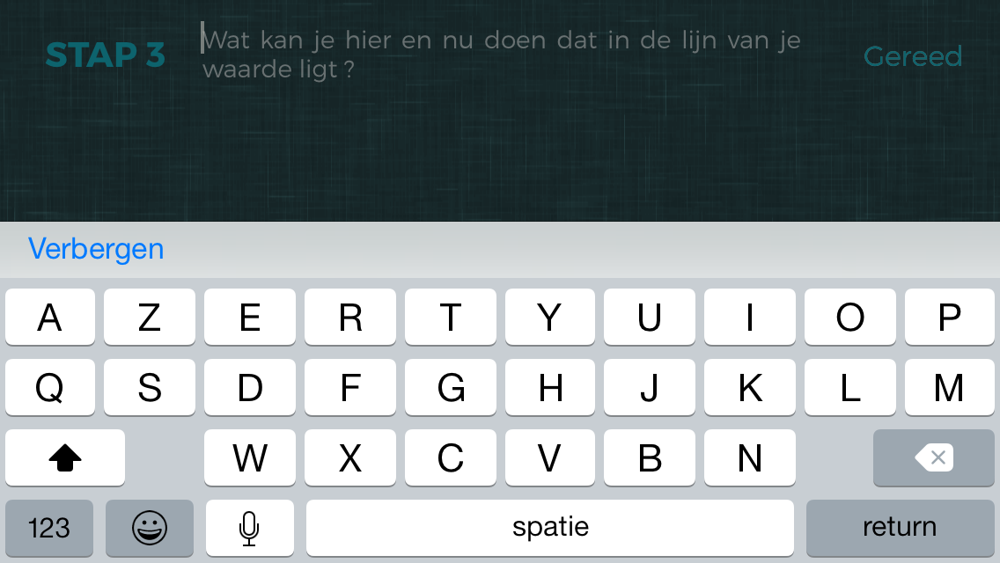 STAP 3
Wat kan je hier en nu doen dat in de lijn van je
waarde ligt ?
Gereed
Verbergen
A Z E R T Y U I O P
Q S D F G H J K L M
W X C V B N
123 spatie return